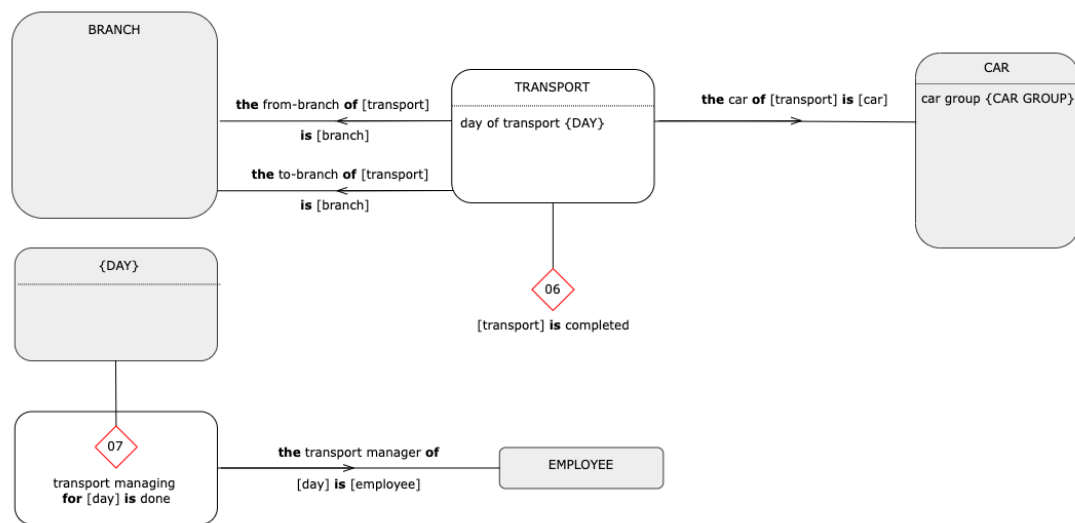 BRANCH
TRANSPORT
CAR
the from-branch of [transport]
is [branch]
day of transport {DAY}
the car of [transport] is [car]
car group {CAR GROUP}
the to-branch of [transport]
is [branch]
{DAY}
06
[transport] is completed
07
transport managing
for [day] is done
the transport manager of
[day] is [employee]
EMPLOYEE